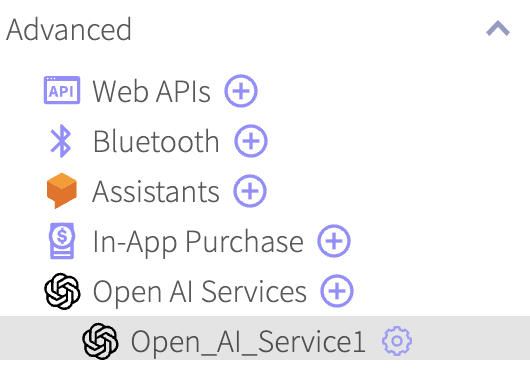 Advanced
API Web APIs
Bluetooth
Assistants
$ In-App Purchase
Open AI Services
Open_AI_Service1